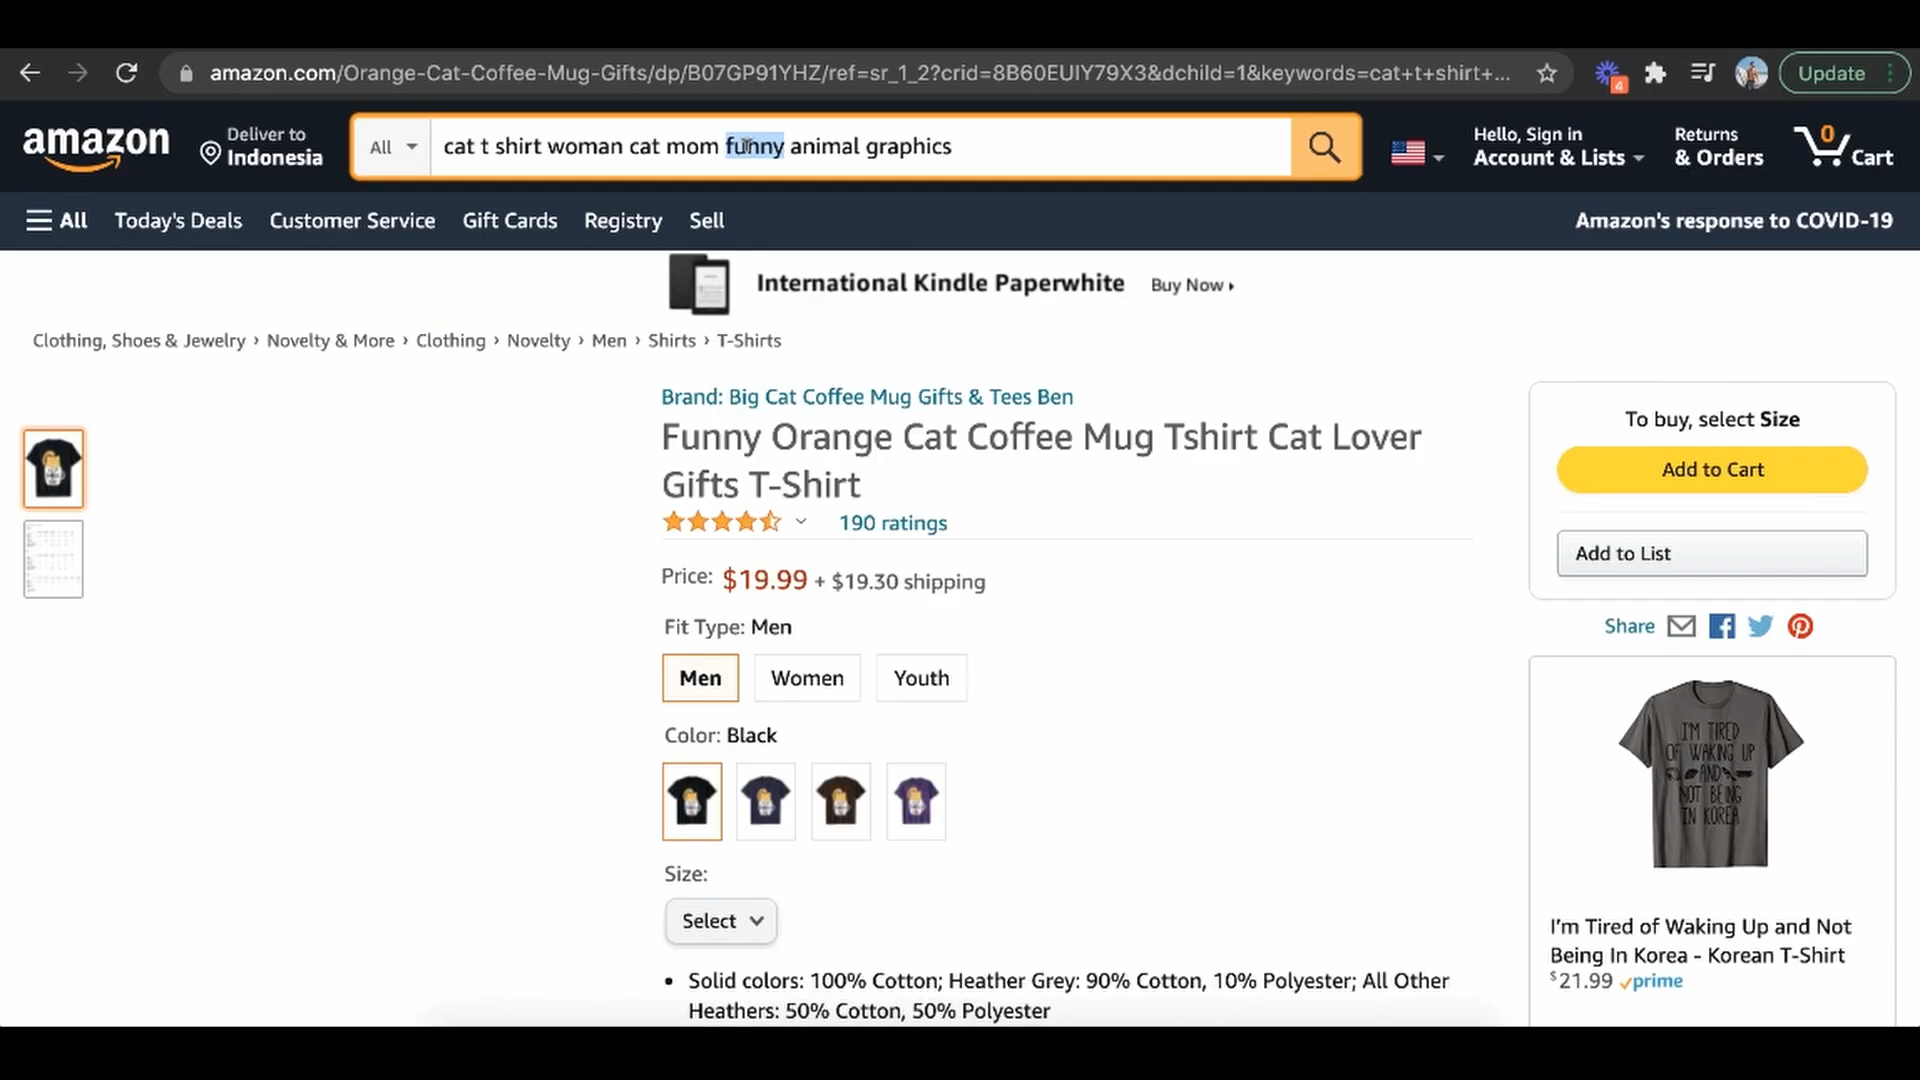 amazon.com/Orange-Cat-Coffee-Mug-Gifts/dp/B07GP91YHZ/ref=sr_1_2?crid=8B60EUIY79X3&dchild=1&keywords=cat+t+shirt+...
4
Update
amazon
Deliver to
Indonesia
All
cat t shirt woman cat mom funny animal graphics
Hello, Sign in
Account & Lists
Returns
& Orders
0
Cart
All
Today's Deals
Customer Service
Gift Cards
Registry
Sell
Amazon's response to COVID-19
International Kindle Paperwhite
Buy Now
Clothing, Shoes & Jewelry › Novelty & More › Clothing › Novelty › Men › Shirts › T-Shirts
Brand: Big Cat Coffee Mug Gifts & Tees Ben
Funny Orange Cat Coffee Mug Tshirt Cat Lover
Gifts T-Shirt
190 ratings
Price: $19.99 + $19.30 shipping
Fit Type: Men
Men
Women
Youth
Color: Black
Size:
Select
• Solid colors: 100% Cotton; Heather Grey: 90% Cotton, 10% Polyester; All Other
Heathers: 50% Cotton, 50% Polyester
To buy, select Size
Add to Cart
Add to List
Share
I'M TIRED
OF WAKING UP
AND
NOT BEING
IN KOREA
I'm Tired of Waking Up and Not
Being In Korea - Korean T-Shirt
$21.99 prime